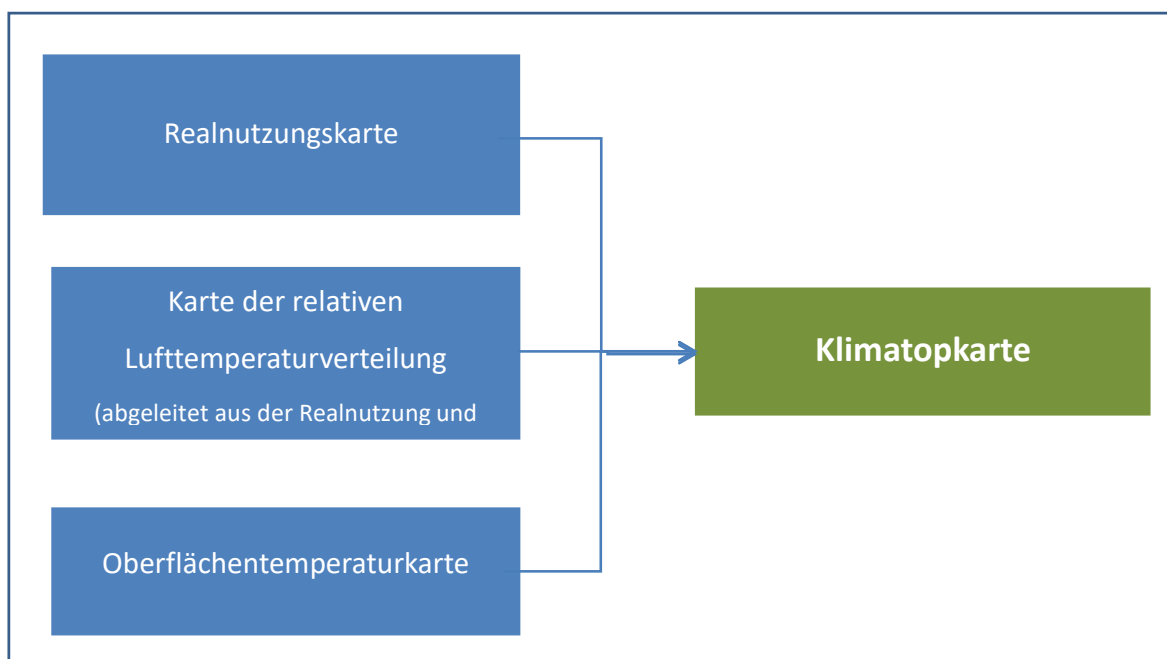 Realnutzungskarte
Karte der relativen
Lufttemperaturverteilung
(abgeleitet aus der Realnutzung und
Klimatopkarte
Oberflächentemperaturkarte